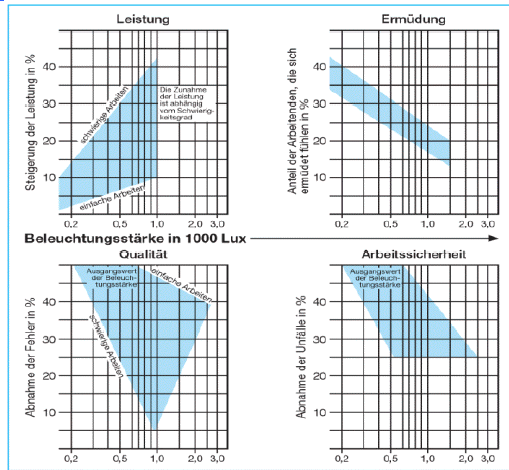 Leistung
Steigerung der Leistung in %
40
30
20
10
schwierige Arbeiten
einfache Arbeiten
Die Zunahme
der Leistung
ist abhängig
vom Schwierig-
keitsgrad
0,2 0,5 1,0 2,0 3,0
Ermüdung
Anteil der Arbeitenden, die sich
ermüdet fühlen in %
40
30
20
10
0,2 0,5 1,0 2,0 3,0
Beleuchtungsstärke in 1000 Lux
Qualität
Abnahme der Fehler in %
40
30
20
10
Ausgangswert
der Beleuch-
tungsstärke
einfache Arbeiten
schwierige Arbeiten
0,2 0,5 1,0 2,0 3,0
Arbeitssicherheit
Abnahme der Unfälle in %
40
30
20
10
Ausgangswert
der Beleuch-
tungsstärke
0,2 0,5 1,0 2,0 3,0